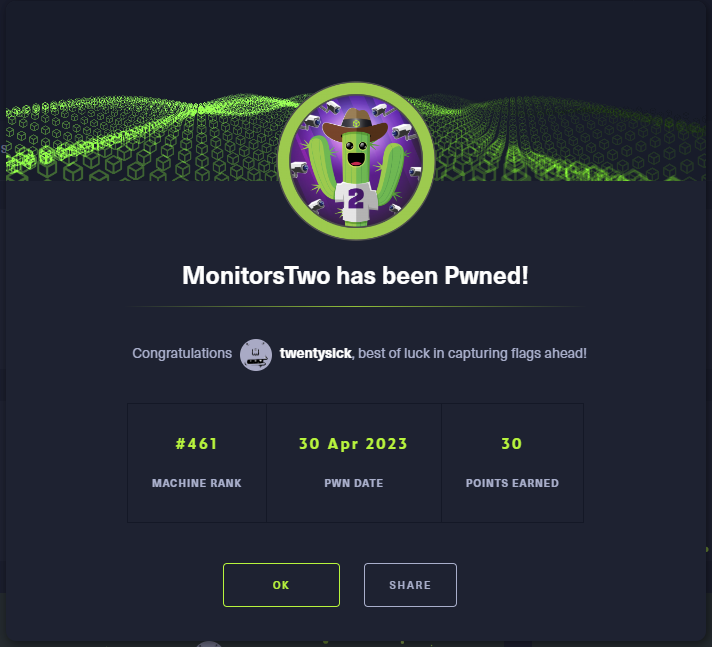 2
MonitorsTwo has been Pwned!
Congratulations twentysick, best of luck in capturing flags ahead!
#461 30 Apr 2023 30
MACHINE RANK PWN DATE POINTS EARNED
OK SHARE